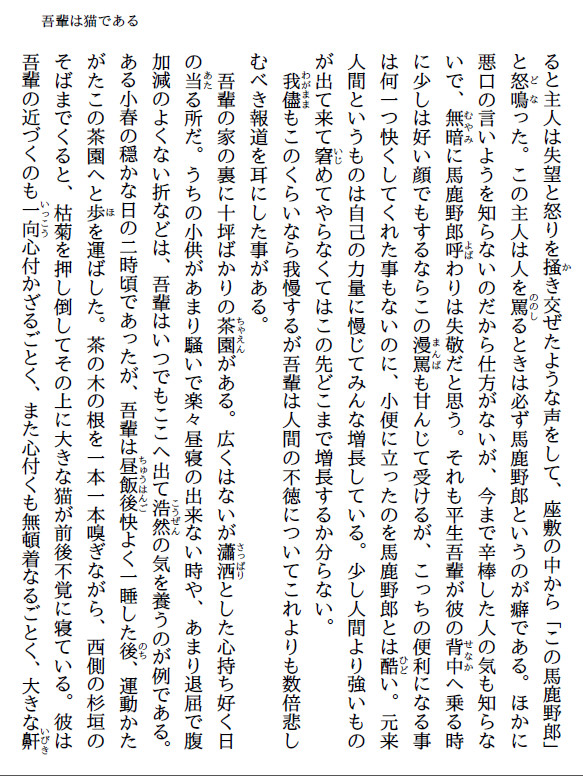 吾輩は猫である
ると主人は失望と怒りを掻き交ぜたような声をして、座敷の中から「この馬鹿野郎」
と怒鳴った。この主人は人を罵るときは必ず馬鹿野郎というのが癖である。ほかに
悪口の言いようを知らないのだから仕方がないが、今まで辛棒した人の気も知らな
いで、無暗に馬鹿野郎呼わりは失敬だと思う。それも平生吾輩が彼の背中へ乗る時
に少しは好い顔でもするならこの漫罵も甘んじて受けるが、こっちの便利になる事
は何一つ快くしてくれた事もないのに、小便に立ったのを馬鹿野郎とは酷い。元来
人間というものは自己の力量に慢じてみんな増長している。少し人間より強いもの
が出て来て窘めてやらなくてはこの先どこまで増長するか分らない。
我儘もこのくらいなら我慢するが吾輩は人間の不徳についてこれよりも数倍悲し
むべき報道を耳にした事がある。
吾輩の家の裏に十坪ばかりの茶園がある。広くはないが瀟洒とした心持ち好く日
の当る所だ。うちの小供があまり騒いで楽々昼寝の出来ない時や、あまり退屈で腹
加減のよくない折などは、吾輩はいつでもここへ出て浩然の気を養うのが例である。
ある小春の穏かな日の二時頃であったが、吾輩は昼飯後快よく一睡した後、運動かた
がたこの茶園へと歩を運ばした。茶の木の根を一本一本嗅ぎながら、西側の杉垣の
そばまでくると、枯菊を押し倒してその上に大きな猫が前後不覚に寝ている。彼は
吾輩の近づくのも一向心付かざるごとく、また心付くも無頓着なるごとく、大きな鼾